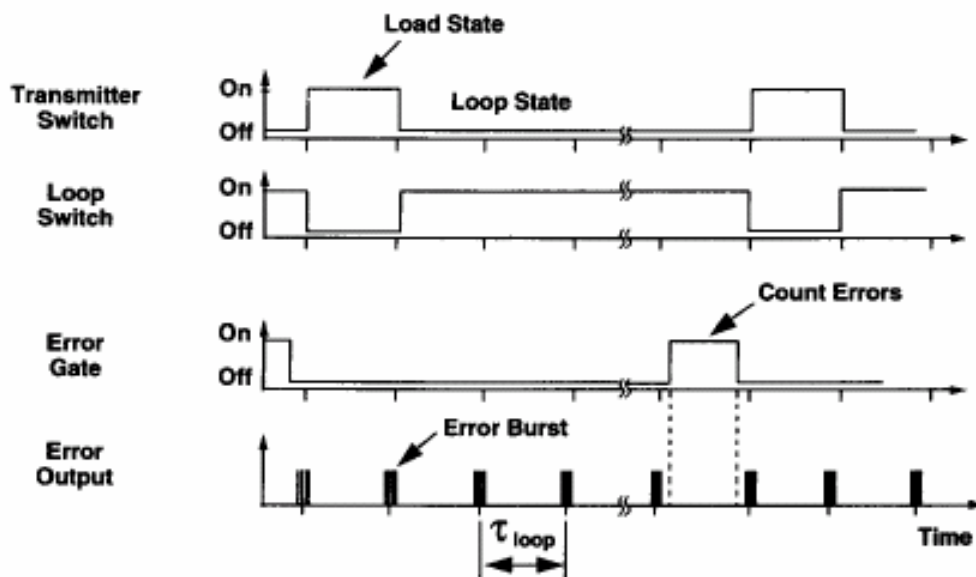 Load State
Transmitter
Switch
On
Off
Loop State
Loop
Switch
On
Off
Count Errors
Error
Gate
On
Off
Error
Output
Error Burst
τ loop
Time